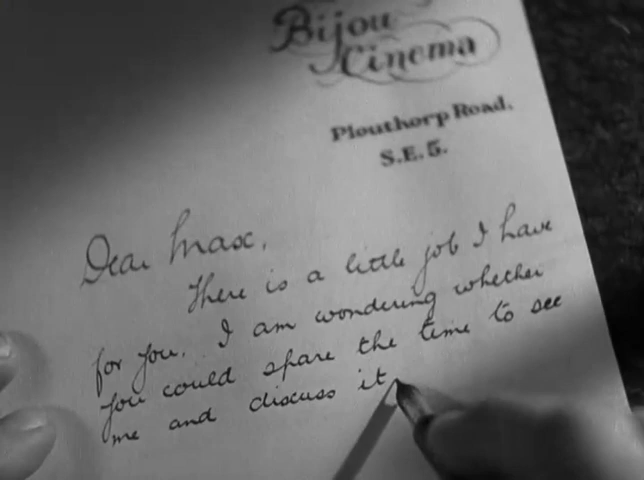 Bijou
Cinema
Plouthorp Road.
S.E.5.
Dear Max,
There is a little job I have
for you. I am wondering whether
you could spare the time to see
me and discuss it